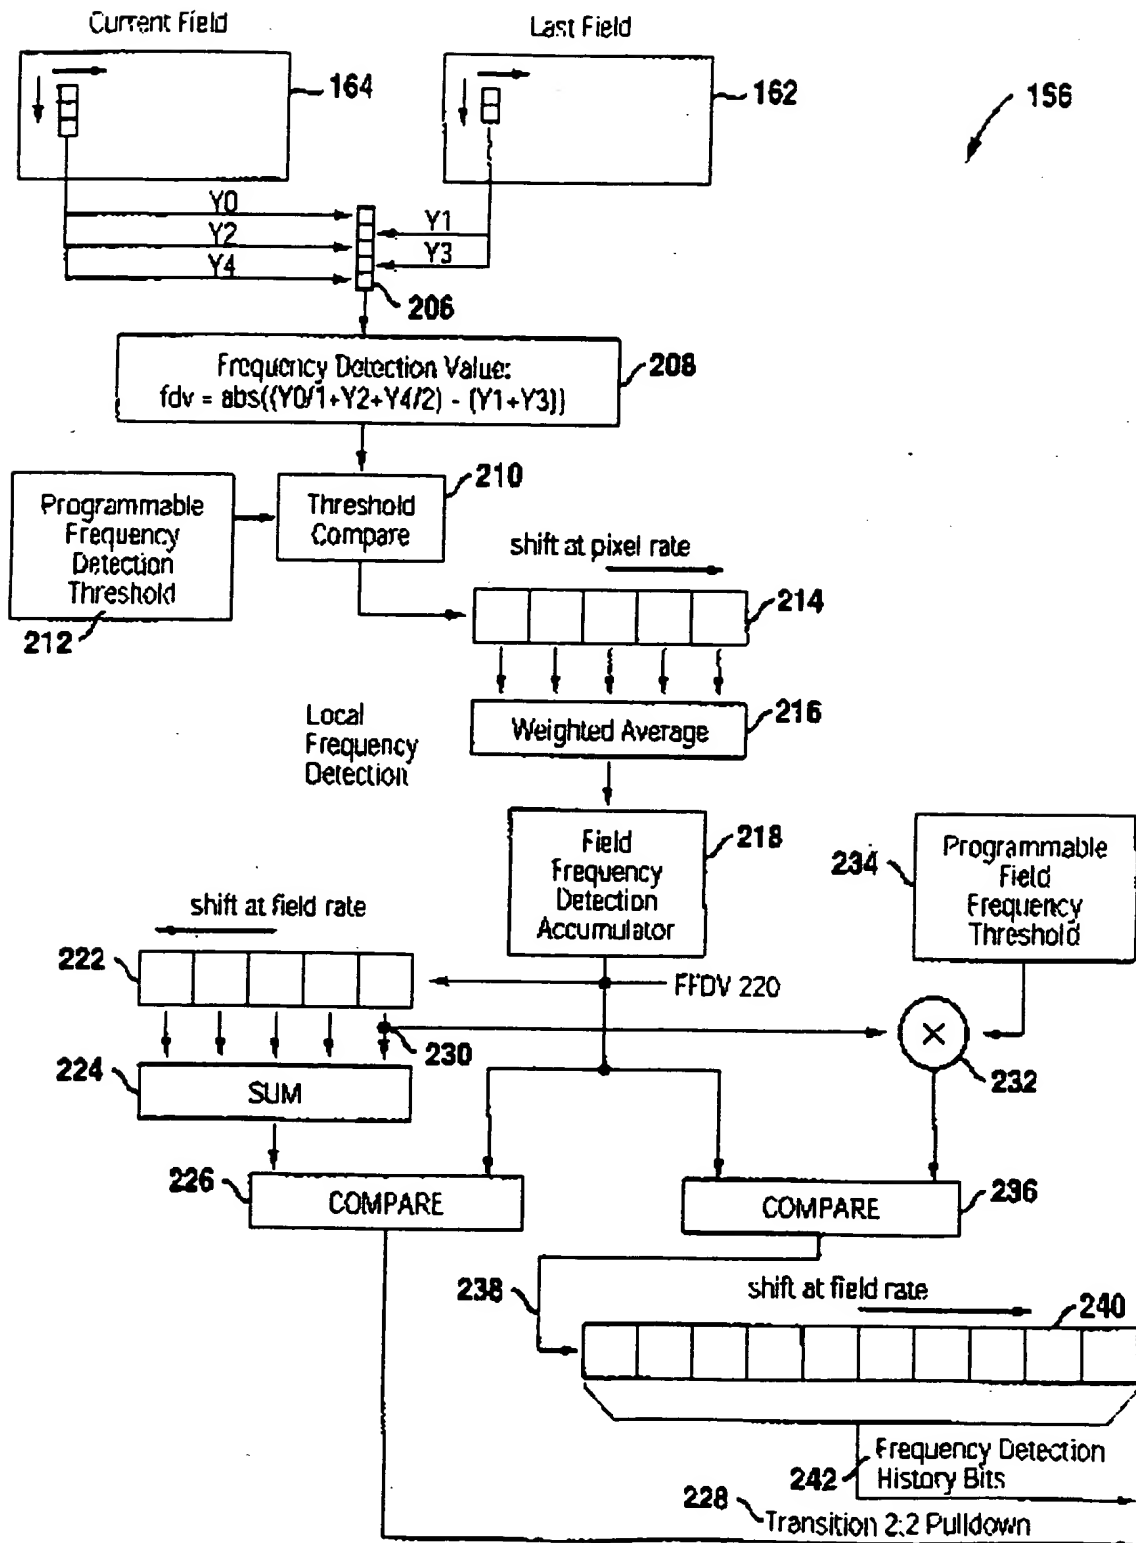 Current Field
Last Field
164
162
156
Y0
Y1
Y2
Y3
Y4
206
Frequency Detection Value:
fdv = abs((Y0/1+Y2+Y4/2) - (Y1+Y3))
208
210
Programmable
Frequency
Detection
Threshold
212
Threshold
Compare
shift at pixel rate
214
Local
Frequency
Detection
Weighted Average
216
Field
Frequency
Detection
Accumulator
218
234
Programmable
Field
Frequency
Threshold
shift at field rate
222
FFDV 220
230
224
SUM
232
226
COMPARE
COMPARE
236
238
shift at field rate
240
242
Frequency Detection
History Bits
228
Transition 2:2 Pulldown